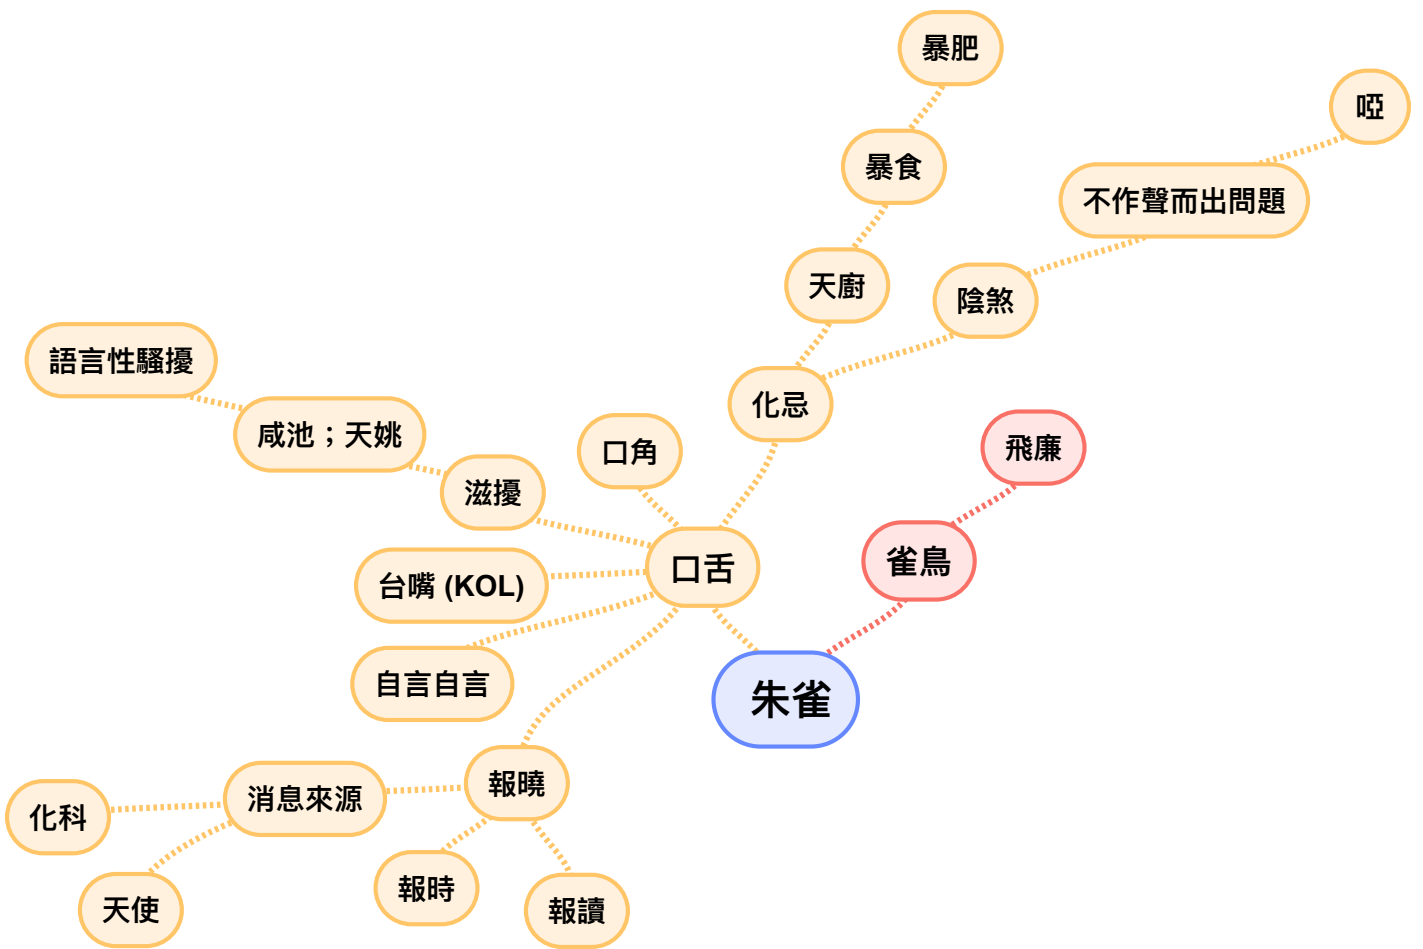 暴肥
啞
暴食
不作聲而出問題
天廚
陰煞
語言性騷擾
化忌
咸池；天姚
口角
飛廉
滋擾
口舌
雀鳥
台嘴 (KOL)
自言自言
朱雀
報曉
消息來源
化科
報時
天使
報讀